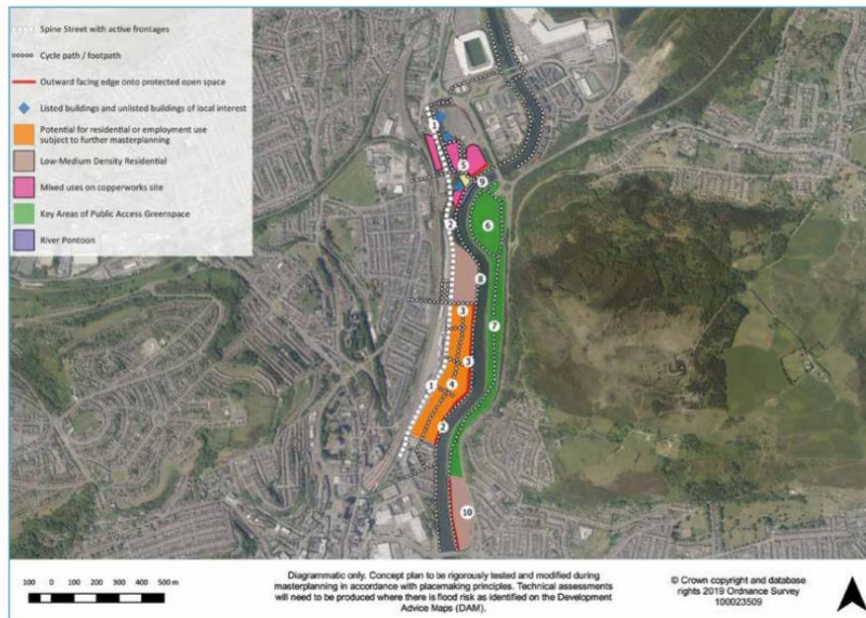 Spine Street with active frontages
Cycle path / footpath
Outward facing edge onto protected open space
Listed buildings and unlisted buildings of local interest
Potential for residential or employment use
subject to further masterplanning
Low-Medium Density Residential
Mixed uses on copperworks site
Key Areas of Public Access Greenspace
River Pontoon
1
5
9
2
6
8
3
7
3
1
4
2
10
100 0 100 200 300 400 500 m
Diagrammatic only. Concept plan to be rigorously tested and modified during
masterplanning in accordance with placemaking principles. Technical assessments
will need to be produced where there is flood risk as identified on the Development
Advice Maps (DAM).
© Crown copyright and database
rights 2019 Ordnance Survey
100023509